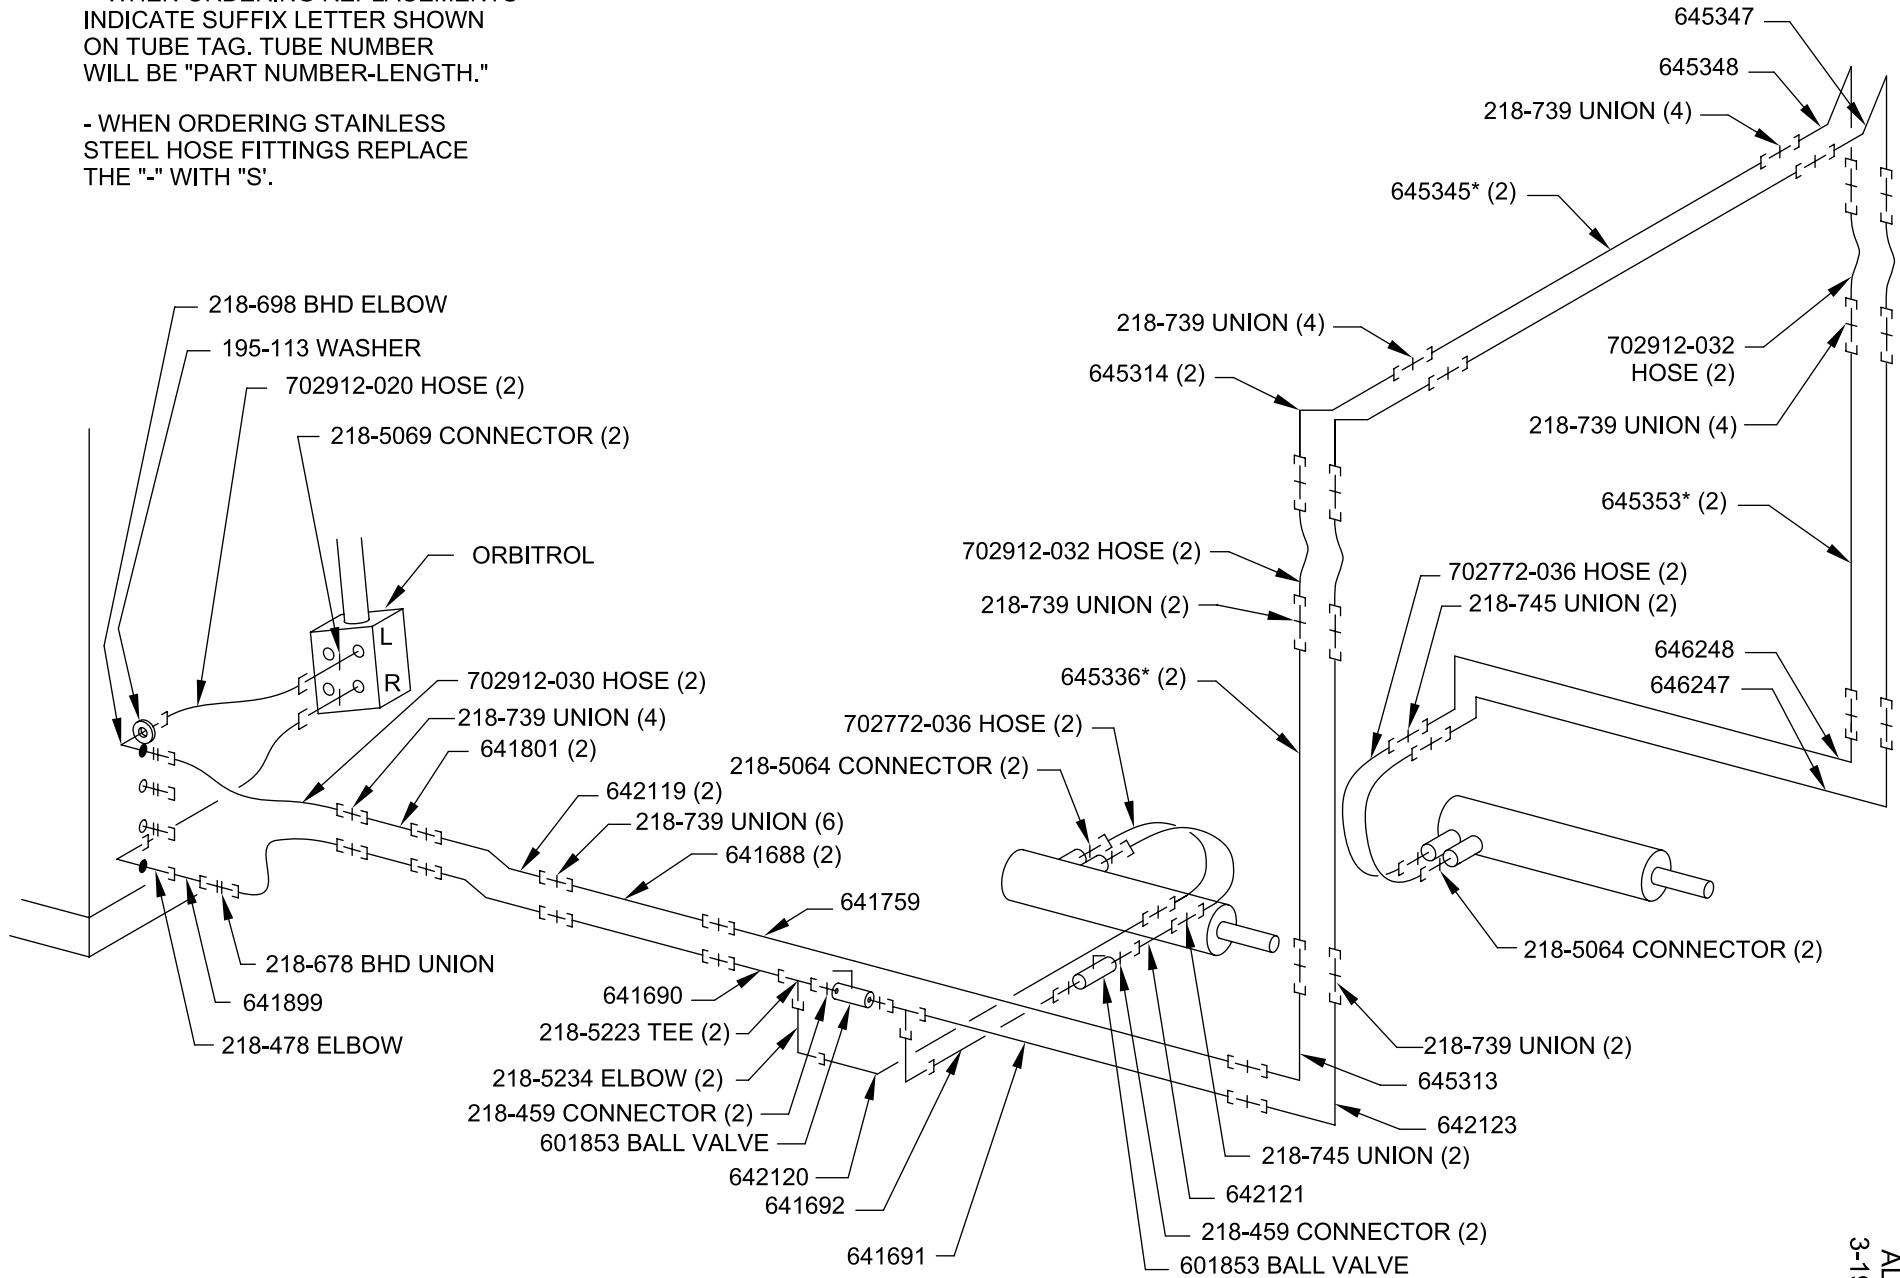 INDICATE SUFFIX LETTER SHOWN
ON TUBE TAG. TUBE NUMBER
WILL BE "PART NUMBER-LENGTH."
- WHEN ORDERING STAINLESS
STEEL HOSE FITTINGS REPLACE
THE "-" WITH "S'.
645347
645348
218-739 UNION (4)
645345* (2)
218-698 BHD ELBOW
195-113 WASHER
702912-020 HOSE (2)
218-5069 CONNECTOR (2)
ORBITROL
L
R
218-739 UNION (4)
645314 (2)
702912-032
HOSE (2)
218-739 UNION (4)
645353* (2)
702912-032 HOSE (2)
218-739 UNION (2)
645336* (2)
702772-036 HOSE (2)
218-745 UNION (2)
646248
646247
702912-030 HOSE (2)
218-739 UNION (4)
641801 (2)
702772-036 HOSE (2)
218-5064 CONNECTOR (2)
642119 (2)
218-739 UNION (6)
641688 (2)
641759
218-678 BHD UNION
641899
218-478 ELBOW
641690
218-5223 TEE (2)
218-5234 ELBOW (2)
218-459 CONNECTOR (2)
601853 BALL VALVE
642120
641692
641691
218-5064 CONNECTOR (2)
218-739 UNION (2)
645313
642123
218-745 UNION (2)
642121
218-459 CONNECTOR (2)
601853 BALL VALVE